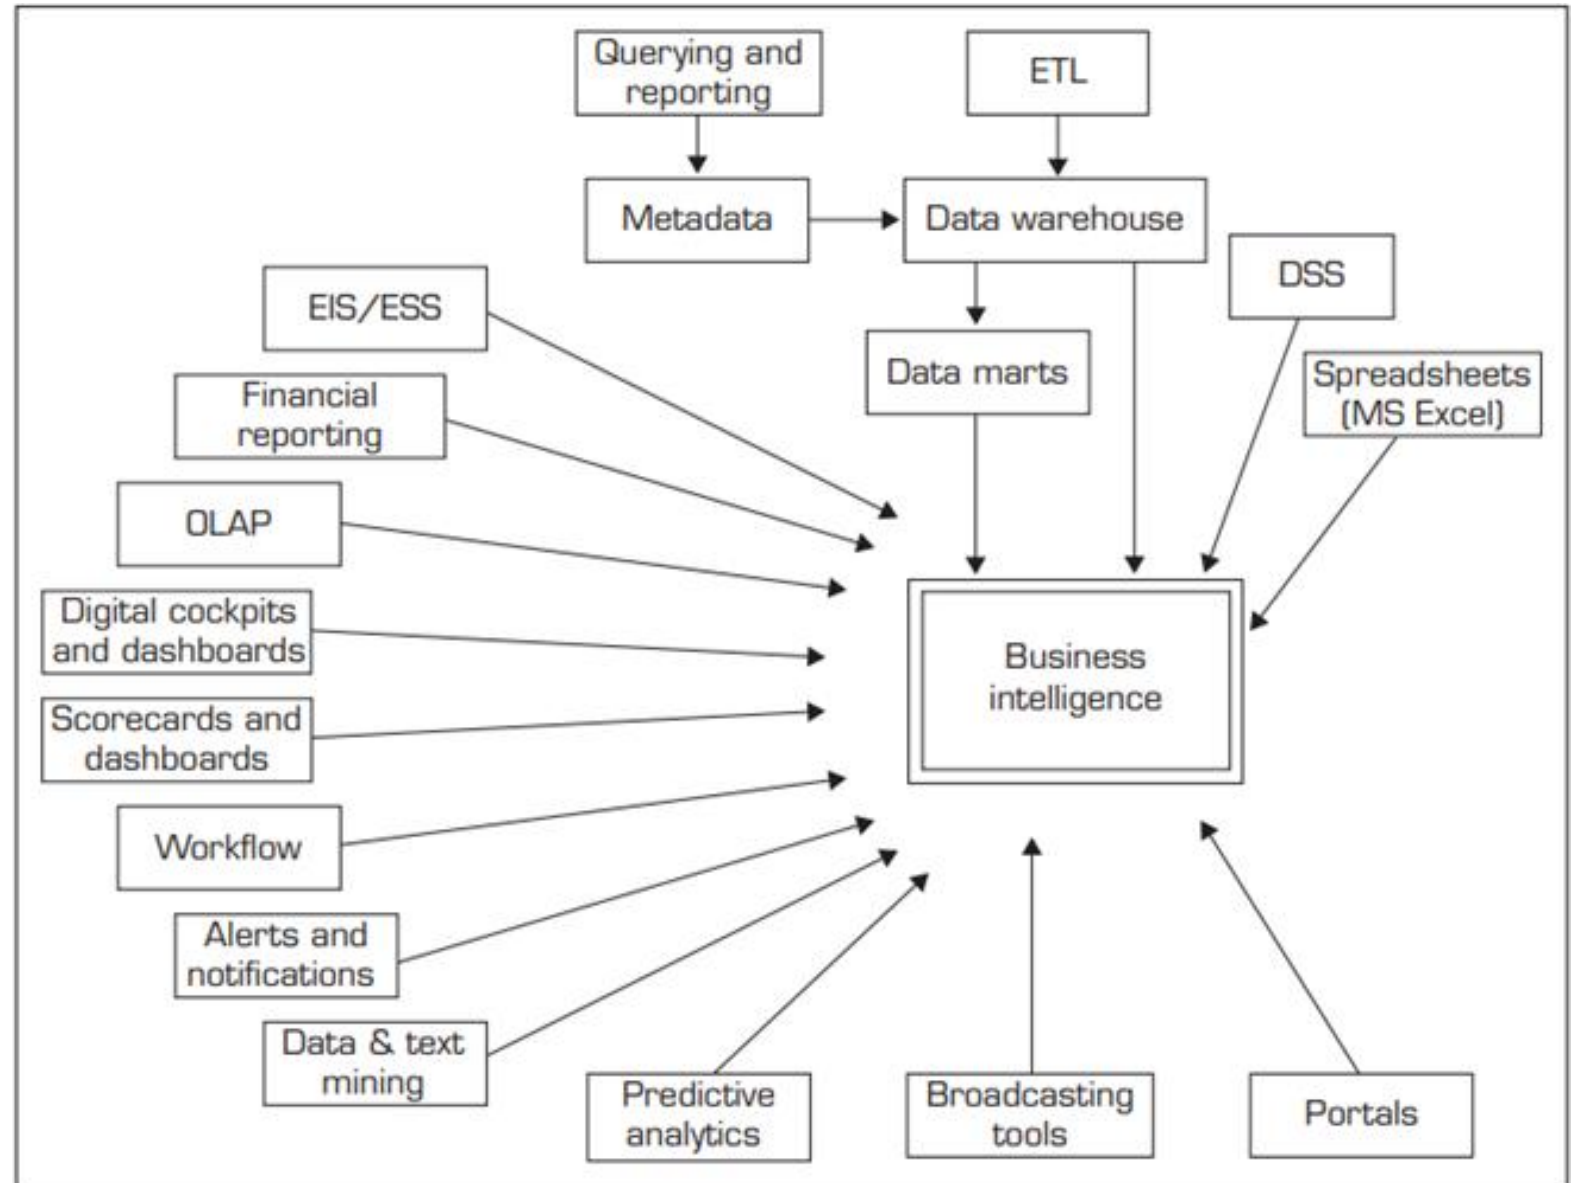 Querying and
reporting
ETL
Metadata
Data warehouse
DSS
EIS/ESS
Data marts
Spreadsheets
(MS Excel)
Financial
reporting
OLAP
Digital cockpits
and dashboards
Business
intelligence
Scorecards and
dashboards
Workflow
Alerts and
notifications
Data & text
mining
Predictive
analytics
Broadcasting
tools
Portals